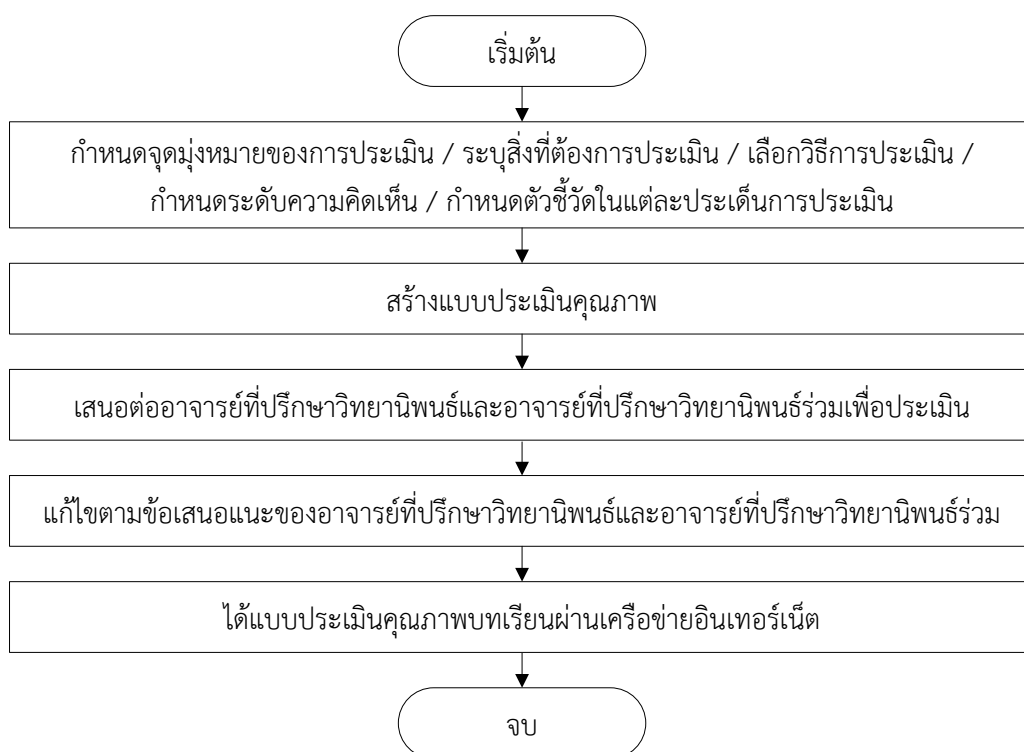 เริ่มต้น
กำหนดจุดมุ่งหมายของการประเมิน / ระบุสิ่งที่ต้องการประเมิน / เลือกวิธีการประเมิน /
กำหนดระดับความคิดเห็น / กำหนดตัวชี้วัดในแต่ละประเด็นการประเมิน
สร้างแบบประเมินคุณภาพ
เสนอต่ออาจารย์ที่ปรึกษาวิทยานิพนธ์และอาจารย์ที่ปรึกษาวิทยานิพนธ์ร่วมเพื่อประเมิน
แก้ไขตามข้อเสนอแนะของอาจารย์ที่ปรึกษาวิทยานิพนธ์และอาจารย์ที่ปรึกษาวิทยานิพนธ์ร่วม
ได้แบบประเมินคุณภาพบทเรียนผ่านเครือข่ายอินเทอร์เน็ต
จบ